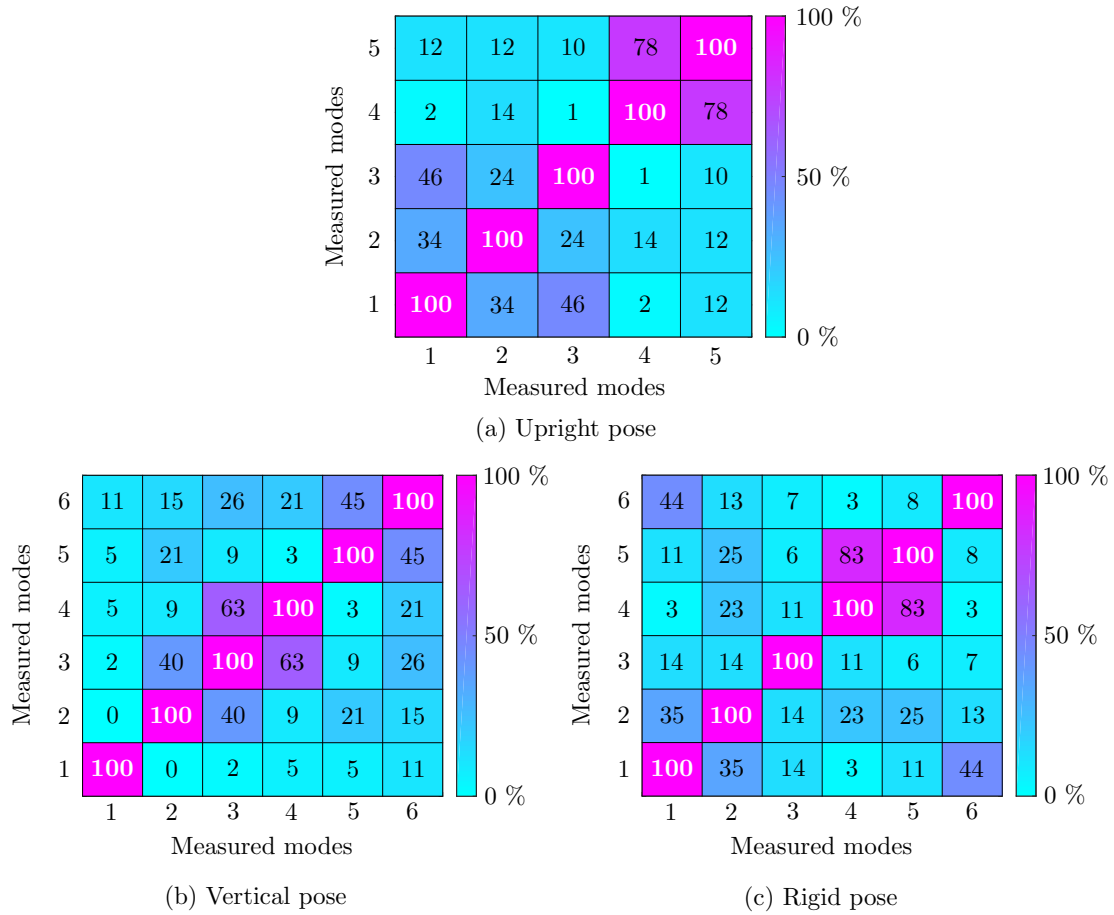 100 %
5 12 12 10 78 100
4 2 14 1 100 78
Measured modes
50 %
3 46 24 100 1 10
2 34 100 24 14 12
1 100 34 46 2 12
0 %
1 2 3 4 5
Measured modes
(a) Upright pose
100 %
6 11 15 26 21 45 100
5 5 21 9 3 100 45
4 5 9 63 100 3 21
Measured modes
50 %
3 2 40 100 63 9 26
2 0 100 40 9 21 15
1 100 0 2 5 5 11
0 %
1 2 3 4 5 6
Measured modes
(b) Vertical pose
100 %
6 44 13 7 3 8 100
5 11 25 6 83 100 8
4 3 23 11 100 83 3
Measured modes
50 %
3 14 14 100 11 6 7
2 35 100 14 23 25 13
1 100 35 14 3 11 44
0 %
1 2 3 4 5 6
Measured modes
(c) Rigid pose